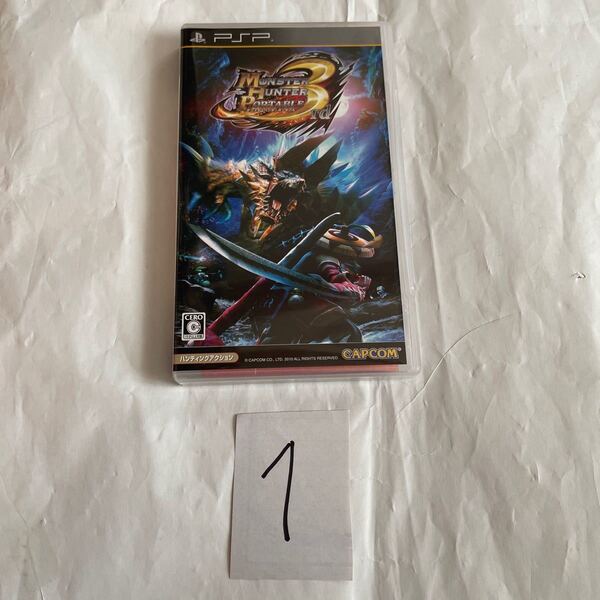 PSP
MONSTER
HUNTER
PORTABLE
3rd
CERO
C
ハンティングアクション
© CAPCOM CO., LTD. 2010 ALL RIGHTS RESERVED.
CAPCOM
1